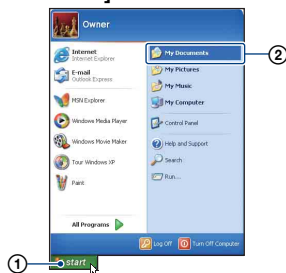 Owner
Internet
Internet Explorer
E-mail
Outlook Express
MSN Explorer
Windows Media Player
Windows Movie Maker
Tour Windows XP
Paint
All Programs
My Documents
My Pictures
My Music
My Computer
Control Panel
Help and Support
Search
Run...
Log Off
Turn Off Computer
start
①
②